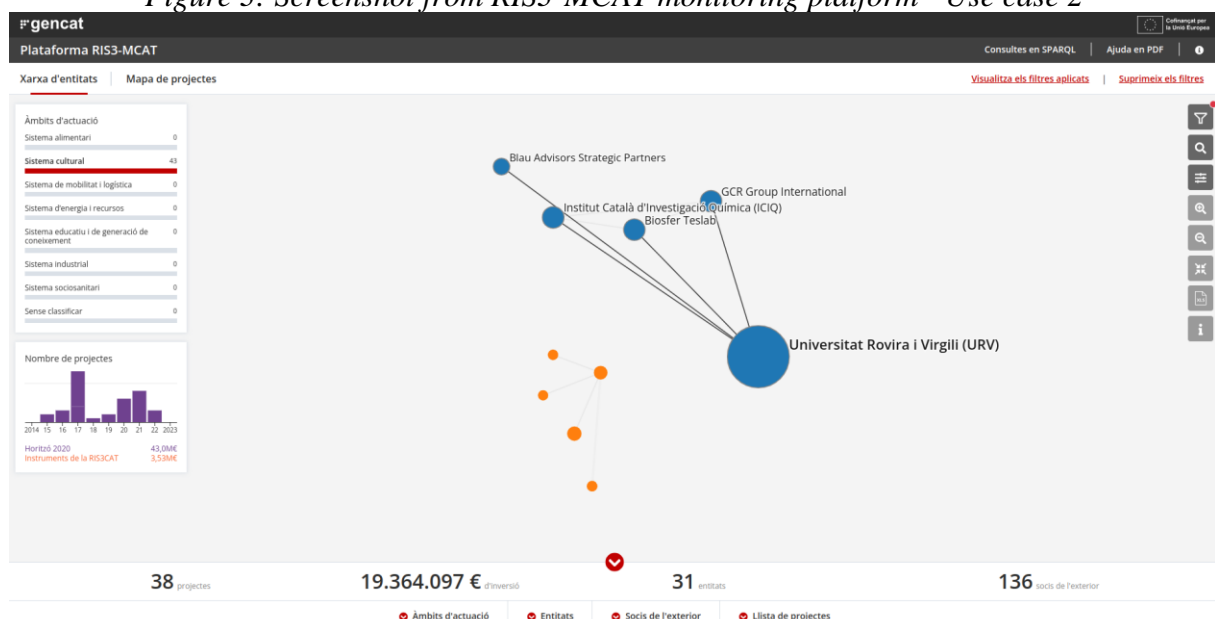 Figure 3: Screenshot from RIS3-MCAT monitoring platform - Use case 2
gencat
Cofinançat per
la Unió Europea
Plataforma RIS3-MCAT
Consultes en SPARQL
Ajuda en PDF
Xarxa d'entitats
Mapa de projectes
Visualitza els filtres aplicats
Suprimeix els filtres
Àmbits d'actuació
Sistema alimentari 0
Sistema cultural 43
Sistema de mobilitat i logística 0
Sistema d'energia i recursos 0
Sistema educatiu i de generació de 0
coneixement
Sistema industrial 0
Sistema sociosanitari 0
Sense classificar 0
Nombre de projectes
2014 15 16 17 18 19 20 21 22 2023
Horitzó 2020 43,0M€
Instruments de la RIS3CAT 3,53M€
Blau Advisors Strategic Partners
GCR Group International
Institut Català d'Investigació Química (ICIQ)
Biosfer Teslab
Universitat Rovira i Virgili (URV)
38 projectes
19.364.097 € d'inversió
31 entitats
136 socis de l'exterior
Àmbits d'actuació
Entitats
Socis de l'exterior
Llista de projectes